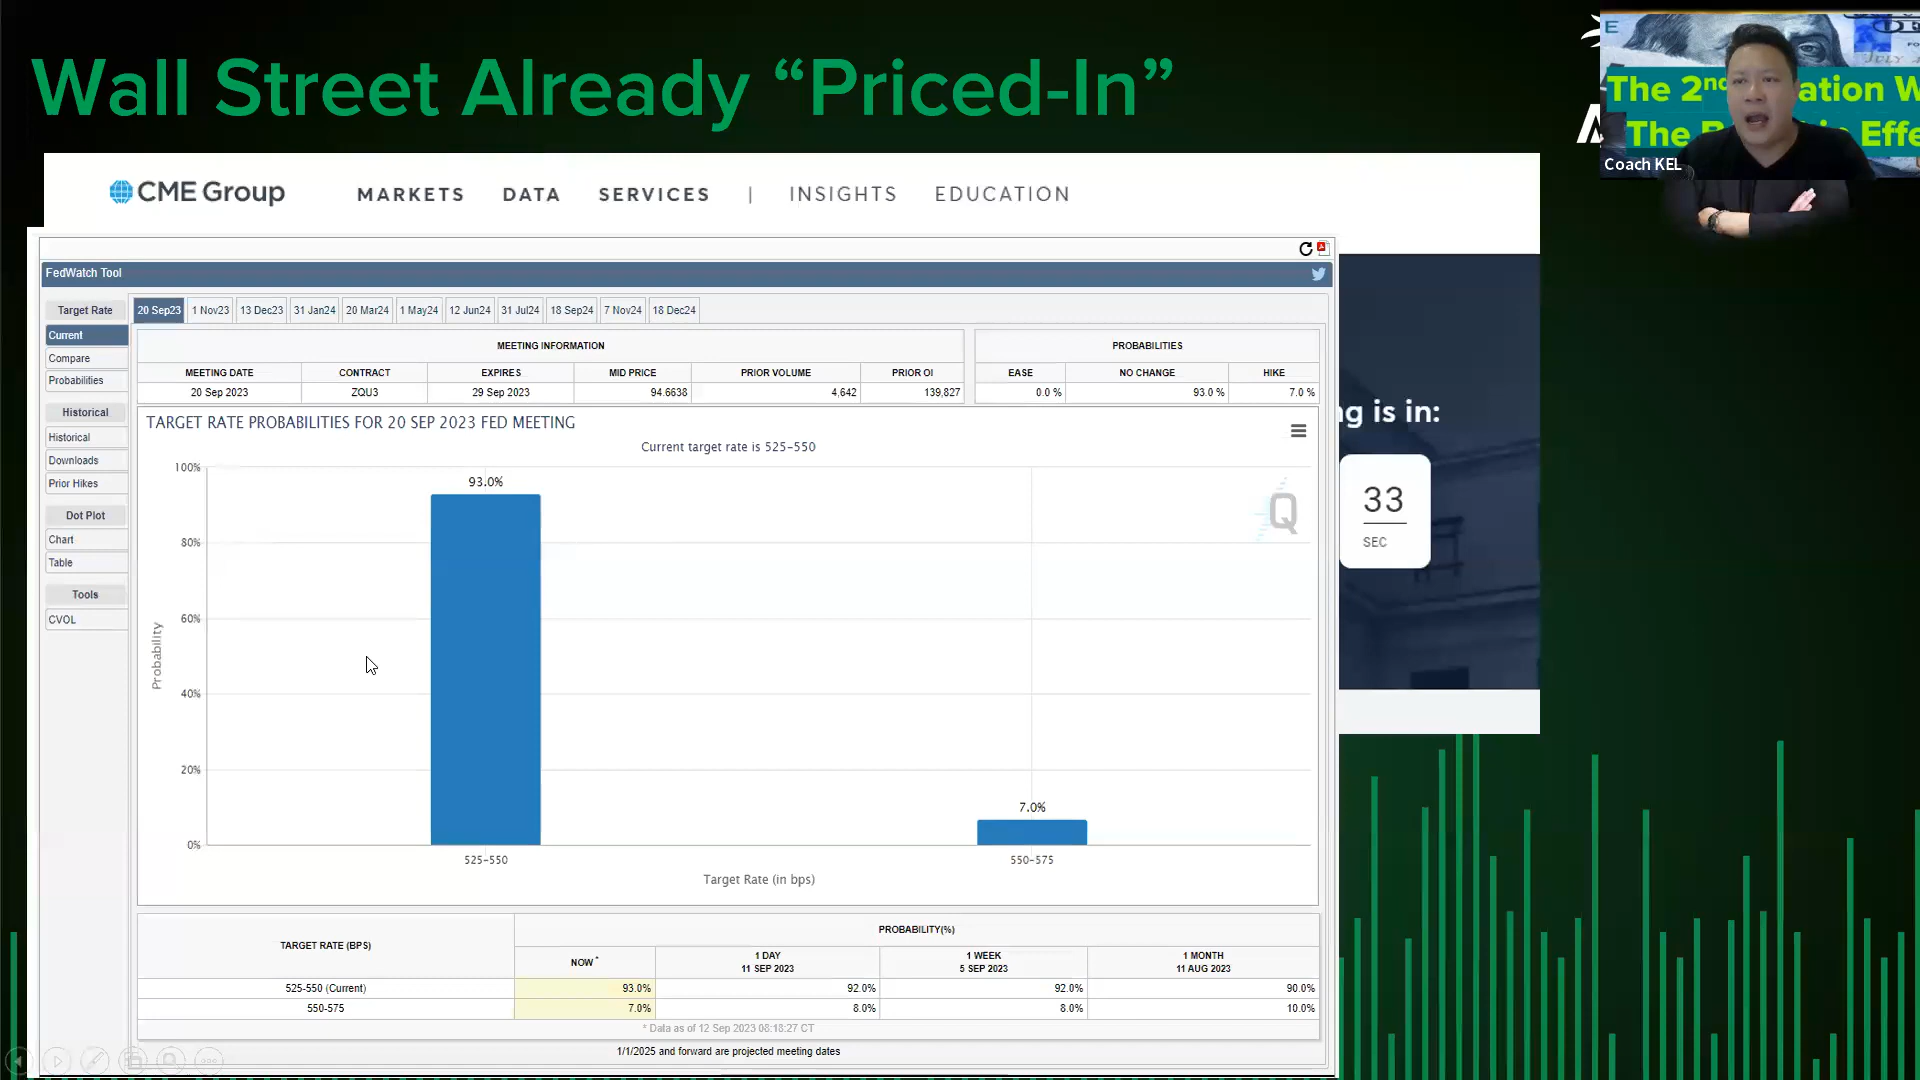 Wall Street Already “Priced-In”
E
The 2nd
ation W
The B
Effe
Coach KEL
CME Group
MARKETS DATA SERVICES | INSIGHTS EDUCATION
FedWatch Tool
Target Rate
Current
Compare
Probabilities
Historical
Historical
Downloads
Prior Hikes
Dot Plot
Chart
Table
Tools
CVOL
20 Sep23 1 Nov23 13 Dec23 31 Jan24 20 Mar24 1 May24 12 Jun24 31 Jul24 18 Sep24 7 Nov24 18 Dec24
MEETING INFORMATION
MEETING DATE CONTRACT EXPIRES MID PRICE PRIOR VOLUME PRIOR OI
20 Sep 2023 ZQU3 29 Sep 2023 94.6638 4,642 139,827
PROBABILITIES
EASE NO CHANGE HIKE
0.0 % 93.0 % 7.0 %
TARGET RATE PROBABILITIES FOR 20 SEP 2023 FED MEETING
Current target rate is 525–550
100%
80%
60%
40%
20%
0%
Probability
93.0%
7.0%
525–550
550–575
Target Rate (in bps)
Q
ng is in:
33
SEC
TARGET RATE (BPS) PROBABILITY(%)
NOW * 1 DAY 1 WEEK 1 MONTH
11 SEP 2023 5 SEP 2023 11 AUG 2023
525-550 (Current) 93.0% 92.0% 92.0% 90.0%
550-575 7.0% 8.0% 8.0% 10.0%
* Data as of 12 Sep 2023 08:18:27 CT
1/1/2025 and forward are projected meeting dates